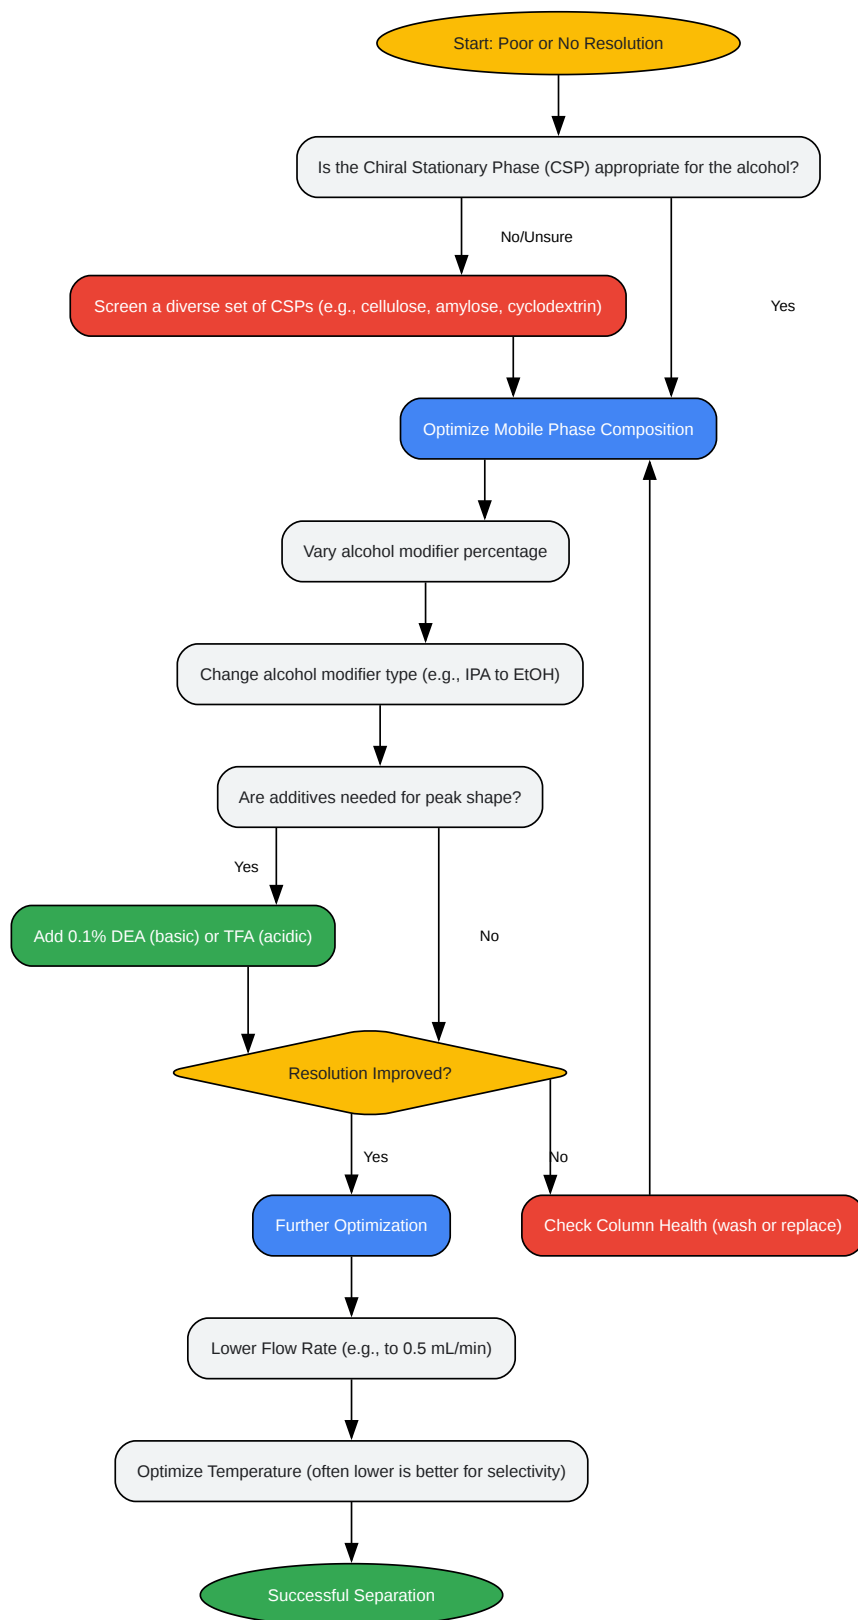 Start: Poor or No Resolution
Is the Chiral Stationary Phase (CSP) appropriate for the alcohol?
No/Unsure
Screen a diverse set of CSPs (e.g., cellulose, amylose, cyclodextrin)
Yes
Optimize Mobile Phase Composition
Vary alcohol modifier percentage
Change alcohol modifier type (e.g., IPA to EtOH)
Are additives needed for peak shape?
Yes
Add 0.1% DEA (basic) or TFA (acidic)
No
Resolution Improved?
Yes
No
Further Optimization
Check Column Health (wash or replace)
Lower Flow Rate (e.g., to 0.5 mL/min)
Optimize Temperature (often lower is better for selectivity)
Successful Separation